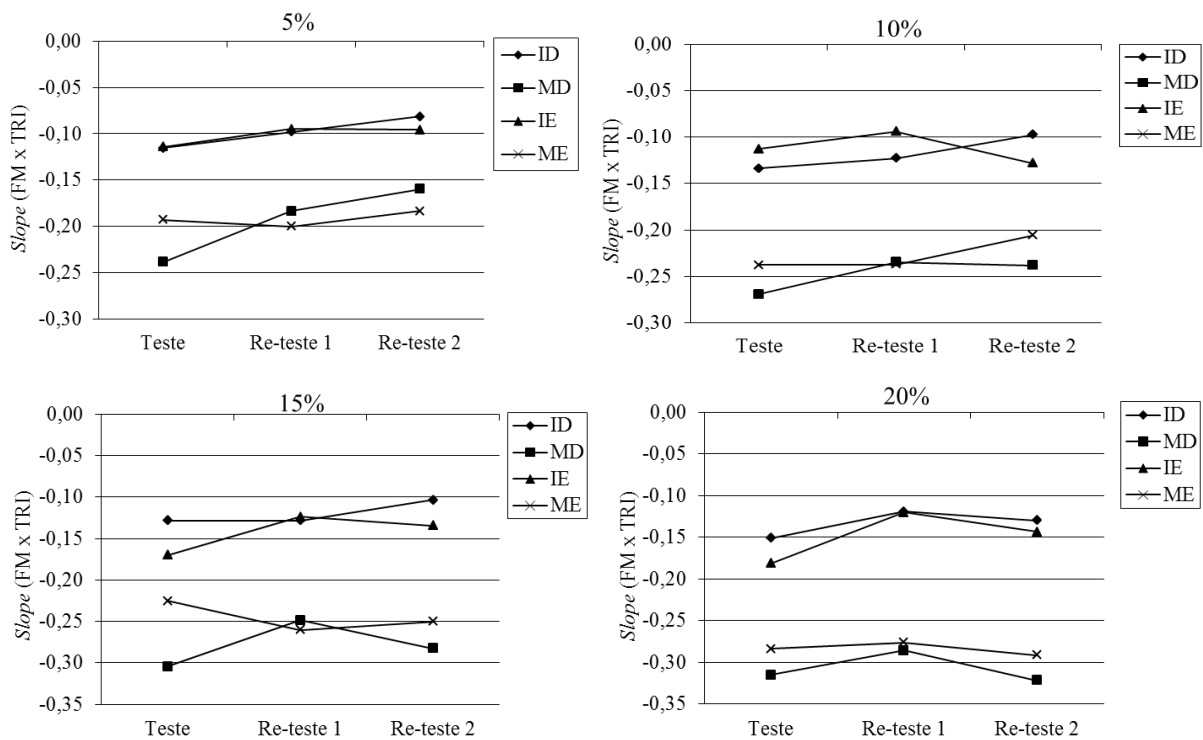 5%
0,00
-0,05
-0,10
-0,15
-0,20
-0,25
-0,30
Slope (FM x TRI)
Teste Re-teste 1 Re-teste 2
ID
MD
IE
ME
10%
0,00
-0,05
-0,10
-0,15
-0,20
-0,25
-0,30
Slope (FM x TRI)
Teste Re-teste 1 Re-teste 2
ID
MD
IE
ME
15%
0,00
-0,05
-0,10
-0,15
-0,20
-0,25
-0,30
-0,35
Slope (FM x TRI)
Teste Re-teste 1 Re-teste 2
ID
MD
IE
ME
20%
0,00
-0,05
-0,10
-0,15
-0,20
-0,25
-0,30
-0,35
Slope (FM x TRI)
Teste Re-teste 1 Re-teste 2
ID
MD
IE
ME